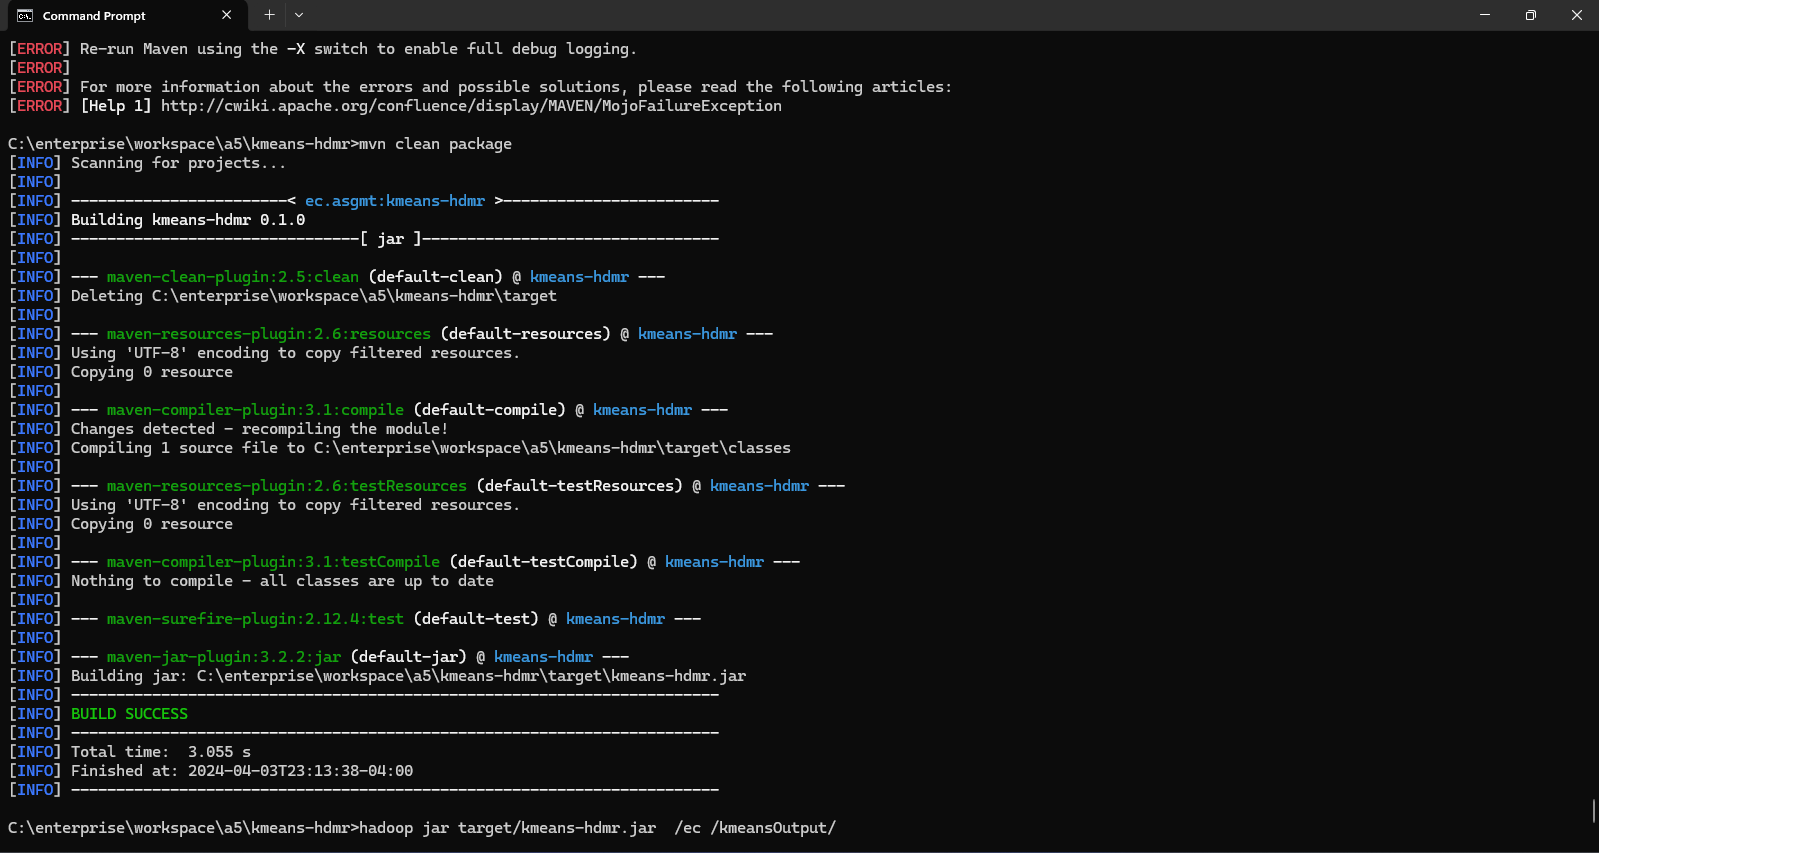 Command Prompt
[ERROR] Re-run Maven using the -X switch to enable full debug logging.
[ERROR]
[ERROR] For more information about the errors and possible solutions, please read the following articles:
[ERROR] [Help 1] http://cwiki.apache.org/confluence/display/MAVEN/MojoFailureException
C:\enterprise\workspace\a5\kmeans-hdmr>mvn clean package
[INFO] Scanning for projects...
[INFO]
[INFO] ------------------------< ec.asgmt:kmeans-hdmr >------------------------
[INFO] Building kmeans-hdmr 0.1.0
[INFO] --------------------------------[ jar ]---------------------------------
[INFO]
[INFO] --- maven-clean-plugin:2.5:clean (default-clean) @ kmeans-hdmr ---
[INFO] Deleting C:\enterprise\workspace\a5\kmeans-hdmr\target
[INFO]
[INFO] --- maven-resources-plugin:2.6:resources (default-resources) @ kmeans-hdmr ---
[INFO] Using 'UTF-8' encoding to copy filtered resources.
[INFO] Copying 0 resource
[INFO]
[INFO] --- maven-compiler-plugin:3.1:compile (default-compile) @ kmeans-hdmr ---
[INFO] Changes detected - recompiling the module!
[INFO] Compiling 1 source file to C:\enterprise\workspace\a5\kmeans-hdmr\target\classes
[INFO]
[INFO] --- maven-resources-plugin:2.6:testResources (default-testResources) @ kmeans-hdmr ---
[INFO] Using 'UTF-8' encoding to copy filtered resources.
[INFO] Copying 0 resource
[INFO]
[INFO] --- maven-compiler-plugin:3.1:testCompile (default-testCompile) @ kmeans-hdmr ---
[INFO] Nothing to compile - all classes are up to date
[INFO]
[INFO] --- maven-surefire-plugin:2.12.4:test (default-test) @ kmeans-hdmr ---
[INFO]
[INFO] --- maven-jar-plugin:3.2.2:jar (default-jar) @ kmeans-hdmr ---
[INFO] Building jar: C:\enterprise\workspace\a5\kmeans-hdmr\target\kmeans-hdmr.jar
[INFO] ------------------------------------------------------------------------
[INFO] BUILD SUCCESS
[INFO] ------------------------------------------------------------------------
[INFO] Total time:  3.055 s
[INFO] Finished at: 2024-04-03T23:13:38-04:00
[INFO] ------------------------------------------------------------------------
C:\enterprise\workspace\a5\kmeans-hdmr>hadoop jar target/kmeans-hdmr.jar  /ec /kmeansOutput/